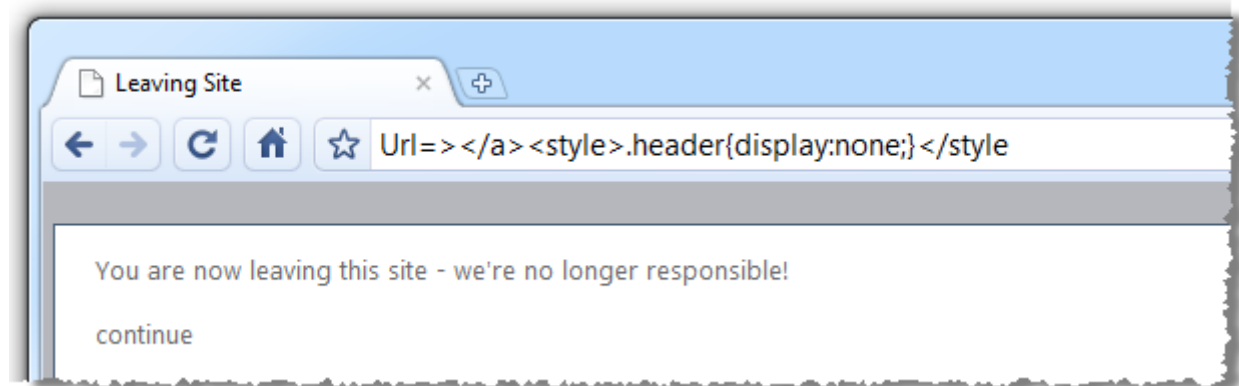 Leaving Site
Url=></a><style>.header{display:none;}</style
You are now leaving this site - we're no longer responsible!
continue